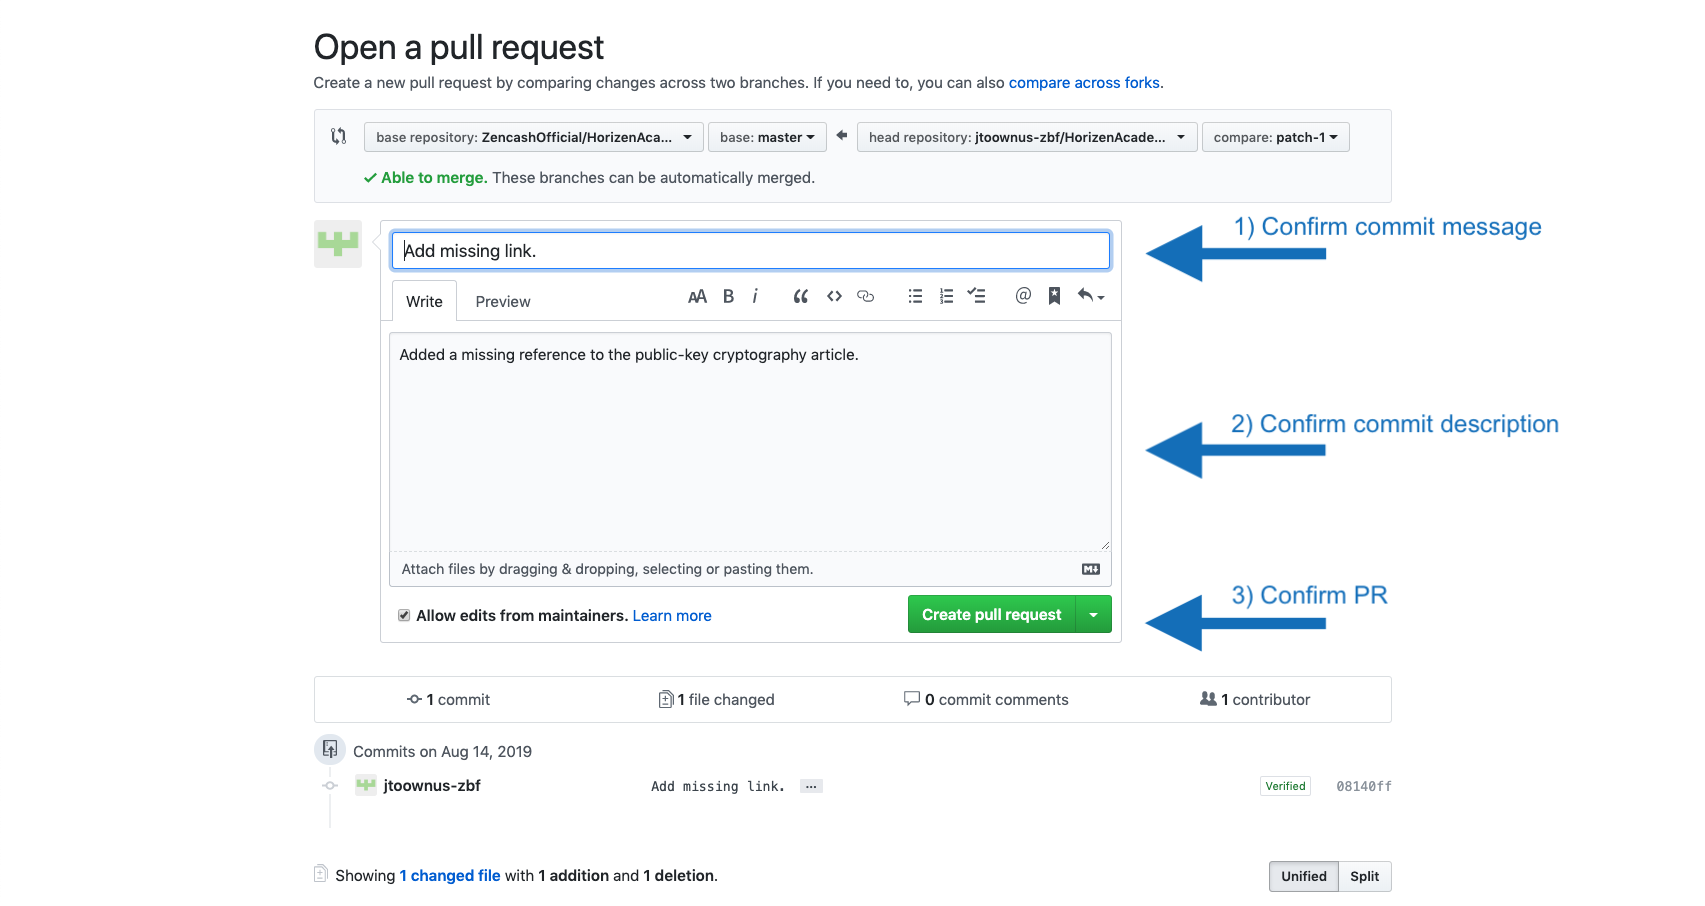 Open a pull request
Create a new pull request by comparing changes across two branches. If you need to, you can also compare across forks.
base repository: ZencashOfficial/HorizenAca... base: master head repository: jtoownus-zbf/HorizenAcade... compare: patch-1
Able to merge. These branches can be automatically merged.
1) Confirm commit message
Add missing link.
Write Preview AA B i
Added a missing reference to the public-key cryptography article.
2) Confirm commit description
Attach files by dragging & dropping, selecting or pasting them.
3) Confirm PR
Allow edits from maintainers. Learn more Create pull request
1 commit 1 file changed 0 commit comments 1 contributor
Commits on Aug 14, 2019
jtoownus-zbf Add missing link. ... Verified 08140ff
Showing 1 changed file with 1 addition and 1 deletion. Unified Split